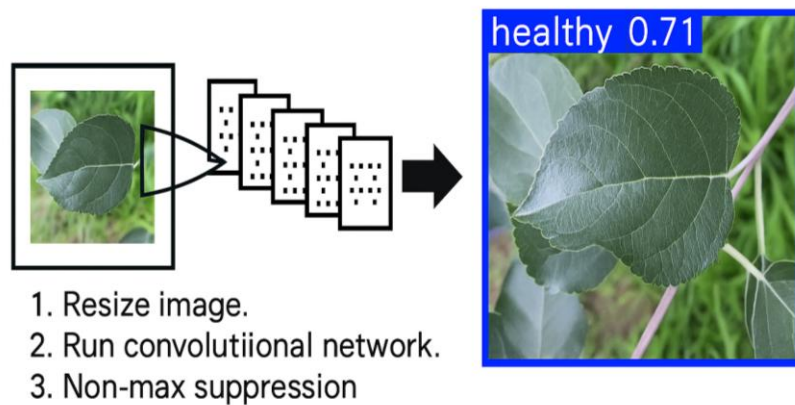 healthy 0.71
1. Resize image.
2. Run convolutiional network.
3. Non-max suppression